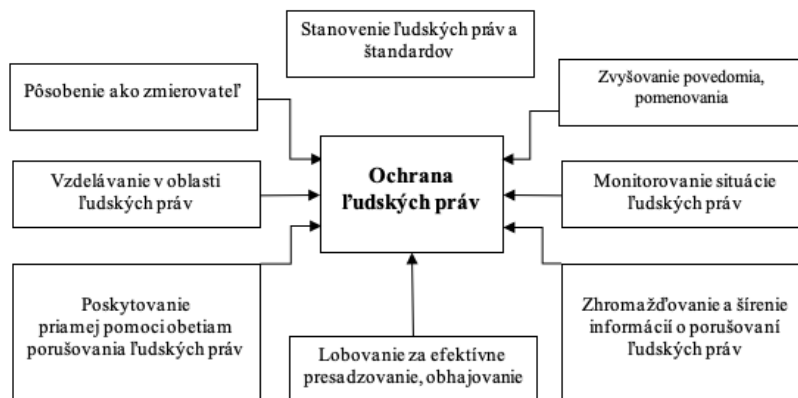 Stanovenie ľudských práv a
štandardov
Pôsobenie ako zmierovateľ
Zvyšovanie povedomia,
pomenovania
Ochrana
ľudských práv
Vzdelávanie v oblasti
ľudských práv
Monitorovanie situácie
ľudských práv
Poskytovanie
priamej pomoci obetiam
porušovania ľudských práv
Lobovanie za efektívne
presadzovanie, obhajovanie
Zhromažďovanie a šírenie
informácií o porušovaní
ľudských práv